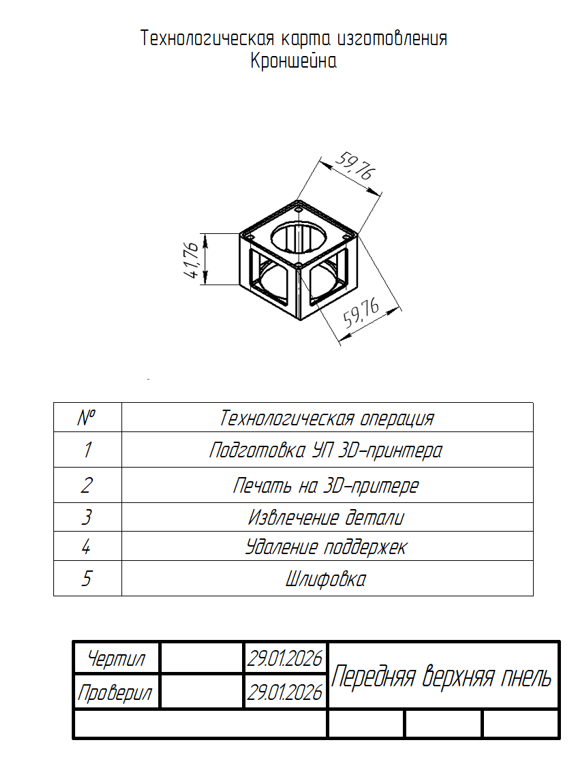 Технологическая карта изготовления
Кроншейна
59,76
41,76
59,76
№ Технологическая операция
1 Подготовка УП 3D-принтера
2 Печать на 3D-притере
3 Извлечение детали
4 Удаление поддержек
5 Шлифовка
Чертил 29.01.2026
Передняя верхняя пнель
Проверил 29.01.2026